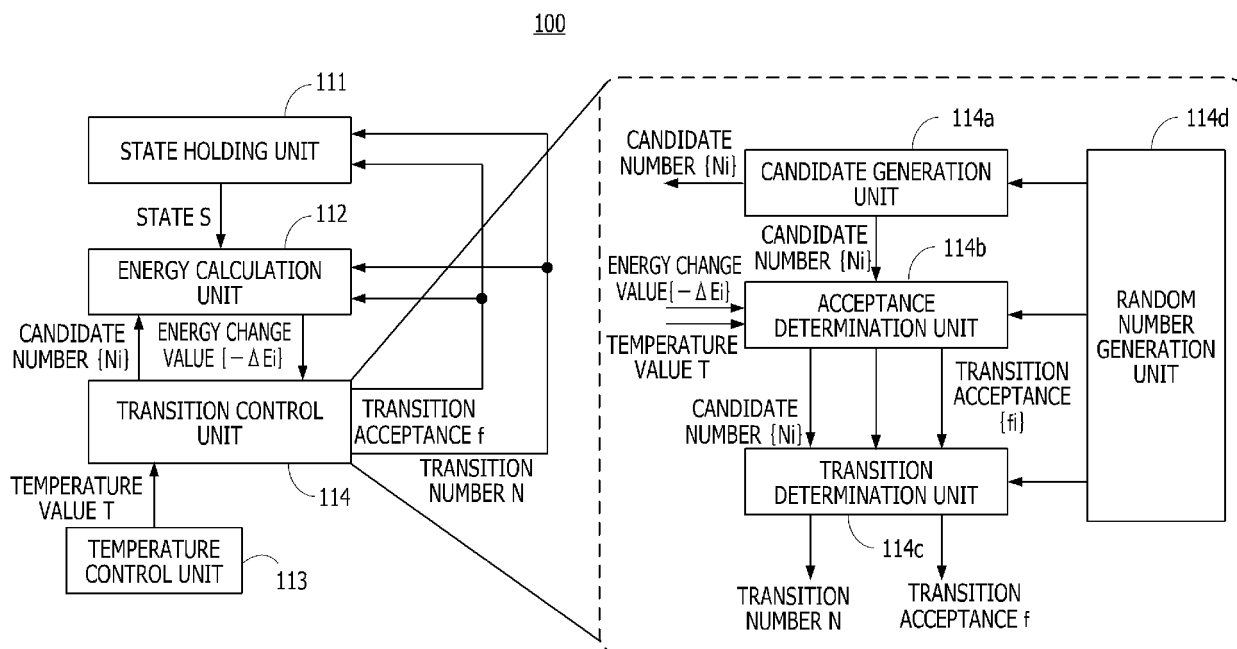 100
111
STATE HOLDING UNIT
STATE S
112
ENERGY CALCULATION
UNIT
CANDIDATE
NUMBER {Ni}
ENERGY CHANGE
VALUE {-ΔEi}
TRANSITION CONTROL
UNIT
TRANSITION
ACCEPTANCE f
TRANSITION
NUMBER N
114
TEMPERATURE
VALUE T
TEMPERATURE
CONTROL UNIT
113
114a
114d
CANDIDATE
NUMBER {Ni}
CANDIDATE GENERATION
UNIT
CANDIDATE
NUMBER {Ni}
114b
ENERGY CHANGE
VALUE{-ΔEi}
ACCEPTANCE
DETERMINATION UNIT
TEMPERATURE
VALUE T
RANDOM
NUMBER
GENERATION
UNIT
CANDIDATE
NUMBER {Ni}
TRANSITION
ACCEPTANCE
{fi}
TRANSITION
DETERMINATION UNIT
114c
TRANSITION
NUMBER N
TRANSITION
ACCEPTANCE f